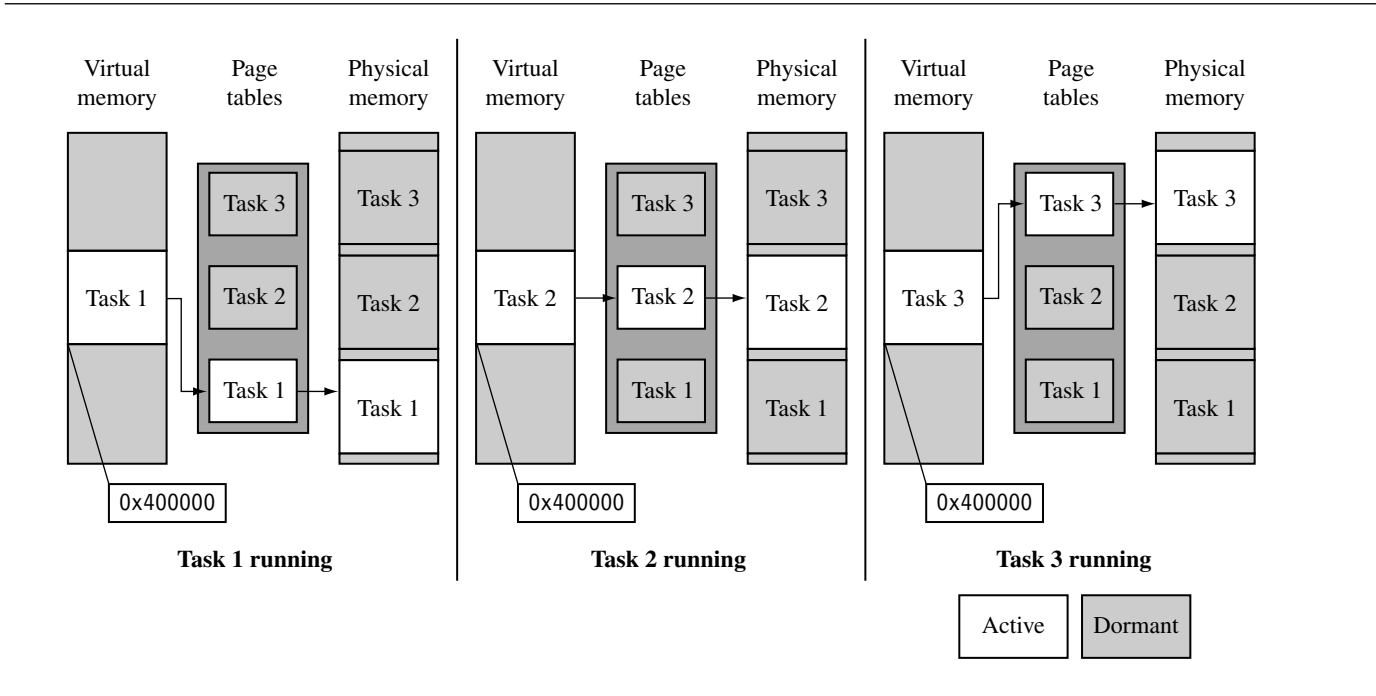 Virtual
memory
Page
tables
Physical
memory
Task 3
Task 3
Task 1
Task 2
Task 2
Task 1
Task 1
0x400000
Task 1 running
Virtual
memory
Page
tables
Physical
memory
Task 3
Task 3
Task 2
Task 2
Task 2
Task 1
Task 1
0x400000
Task 2 running
Virtual
memory
Page
tables
Physical
memory
Task 3
Task 3
Task 3
Task 2
Task 2
Task 1
Task 1
0x400000
Task 3 running
Active
Dormant